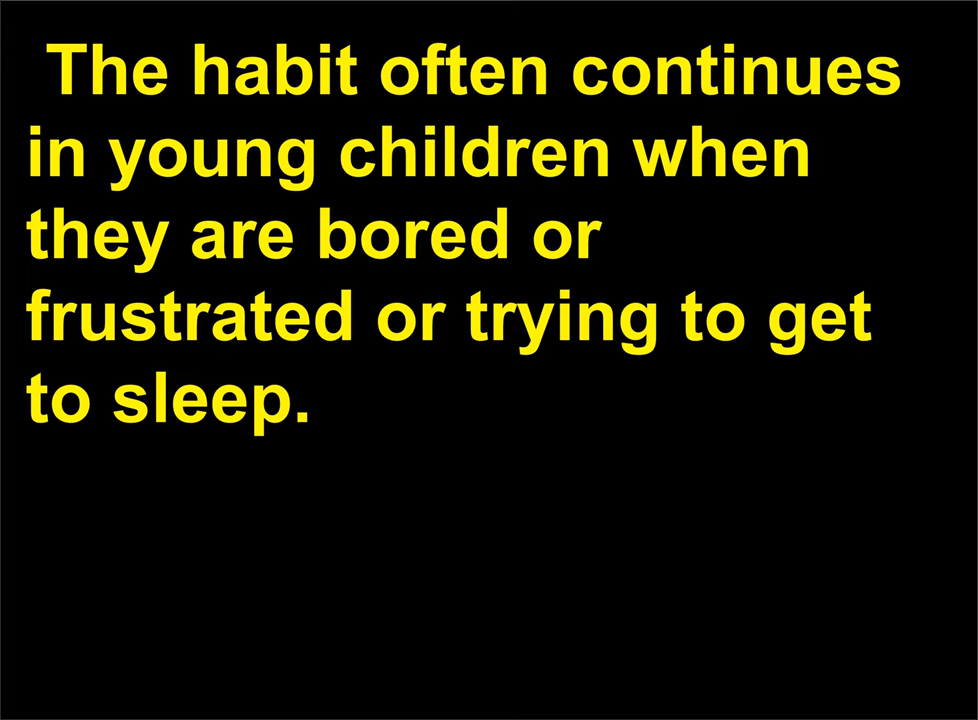 The habit often continues
in young children when
they are bored or
frustrated or trying to get
to sleep.